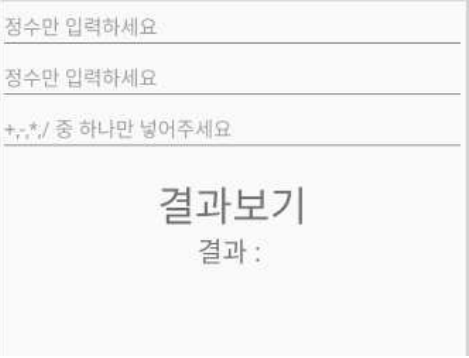 정수만 입력하세요
정수만 입력하세요
+,-,*,/ 중 하나만 넣어주세요
결과보기
결과 :